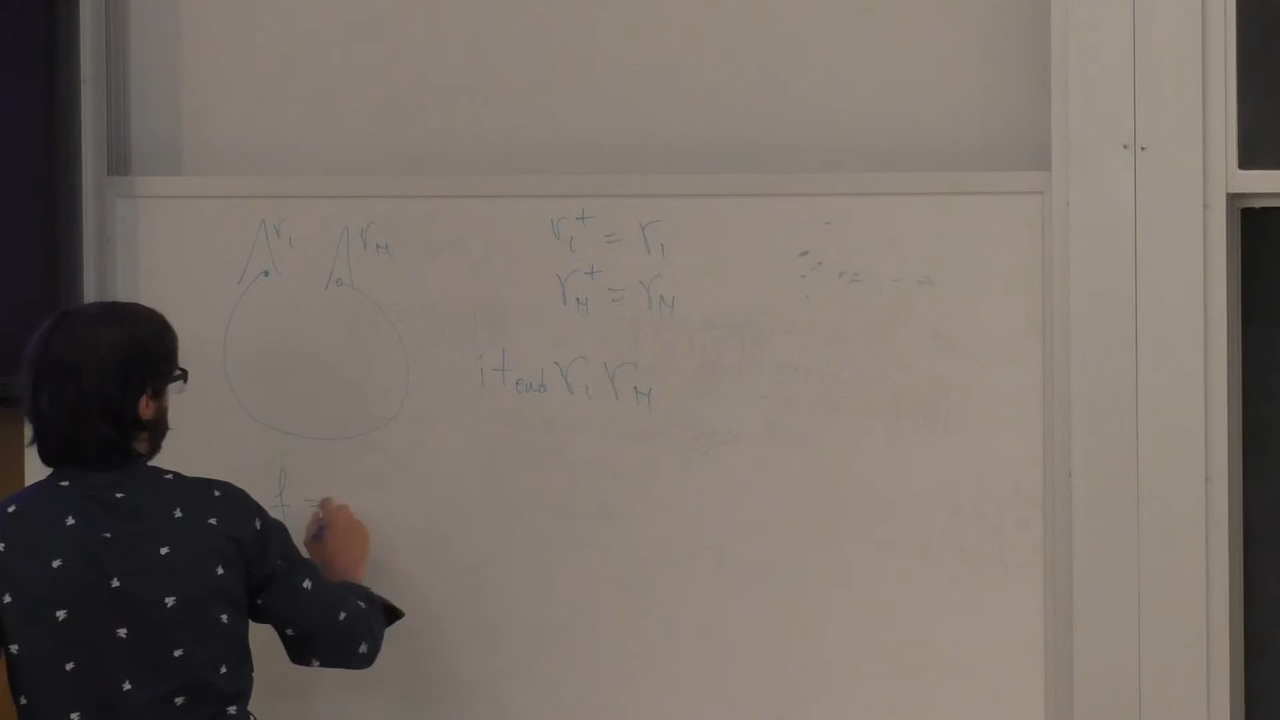 γ₁ γ_M
γ₁⁺ = γ₁
γ_M⁺ = γ_M
i t_end γ₁ γ_M
f =